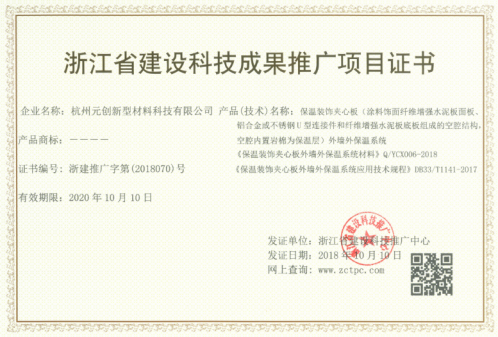 浙江省建设科技成果推广项目证书
企业名称：杭州元创新型材料科技有限公司 产品(技术)名称：保温装饰夹心板（涂料饰面纤维增强水泥板面板、
铝合金或不锈钢U型连接件和纤维增强水泥板底板组成的空腔结构，
产品商标：－－－－ 空腔内置岩棉为保温层）外墙外保温系统
《保温装饰夹心板外墙外保温系统材料》Q/YCX006-2018
证书编号：浙建推广字第(2018070)号 《保温装饰夹心板外墙外保温系统应用技术规程》DB33/T1141-2017
有效期限：2020年10月10日
发证单位：浙江省建设科技推广中心
发证日期：2018年10月10日
网上查询：www.zctpc.com